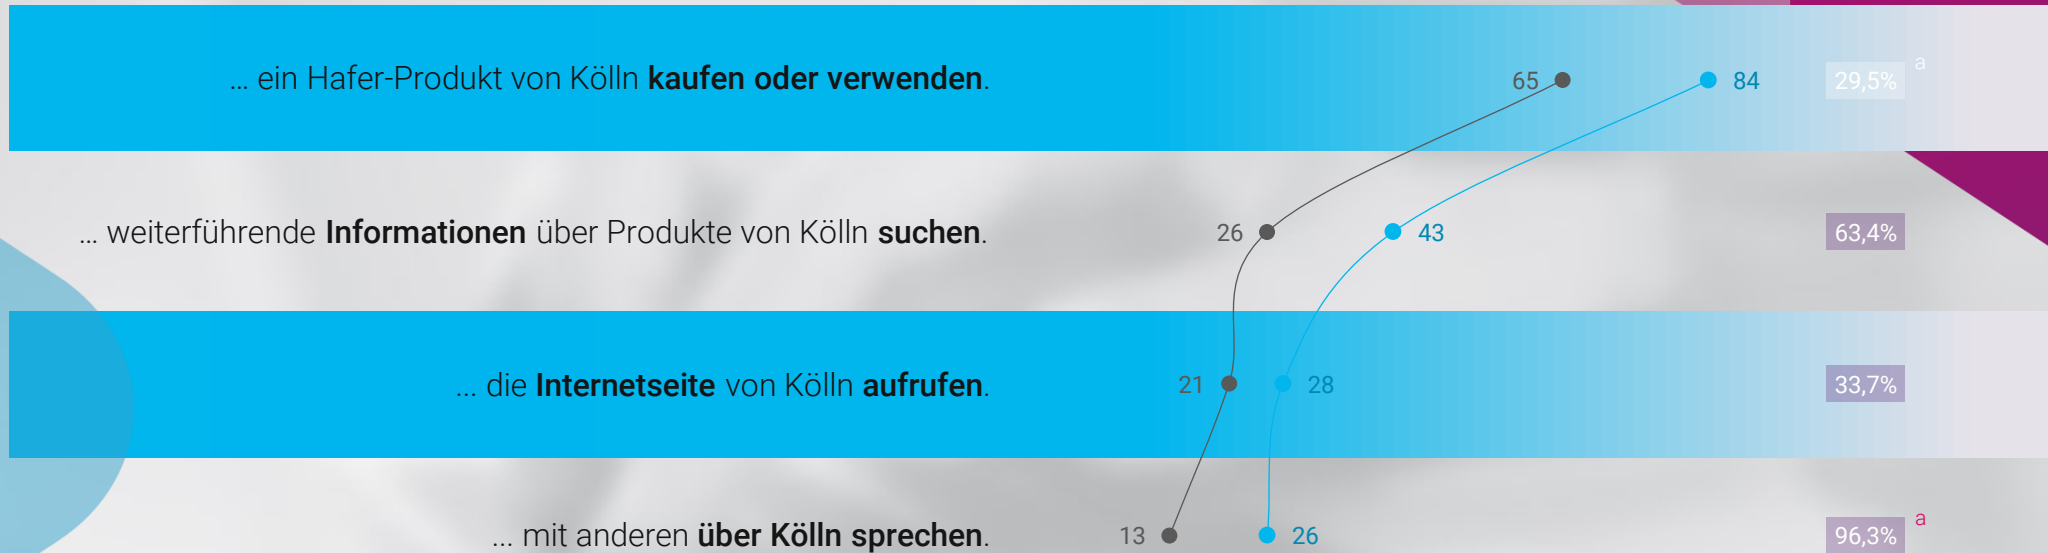 ... ein Hafer-Produkt von Kölln kaufen oder verwenden. 65 84 29,5% a
... weiterführende Informationen über Produkte von Kölln suchen. 26 43 63,4%
... die Internetseite von Kölln aufrufen. 21 28 33,7%
... mit anderen über Kölln sprechen. 13 26 96,3% a